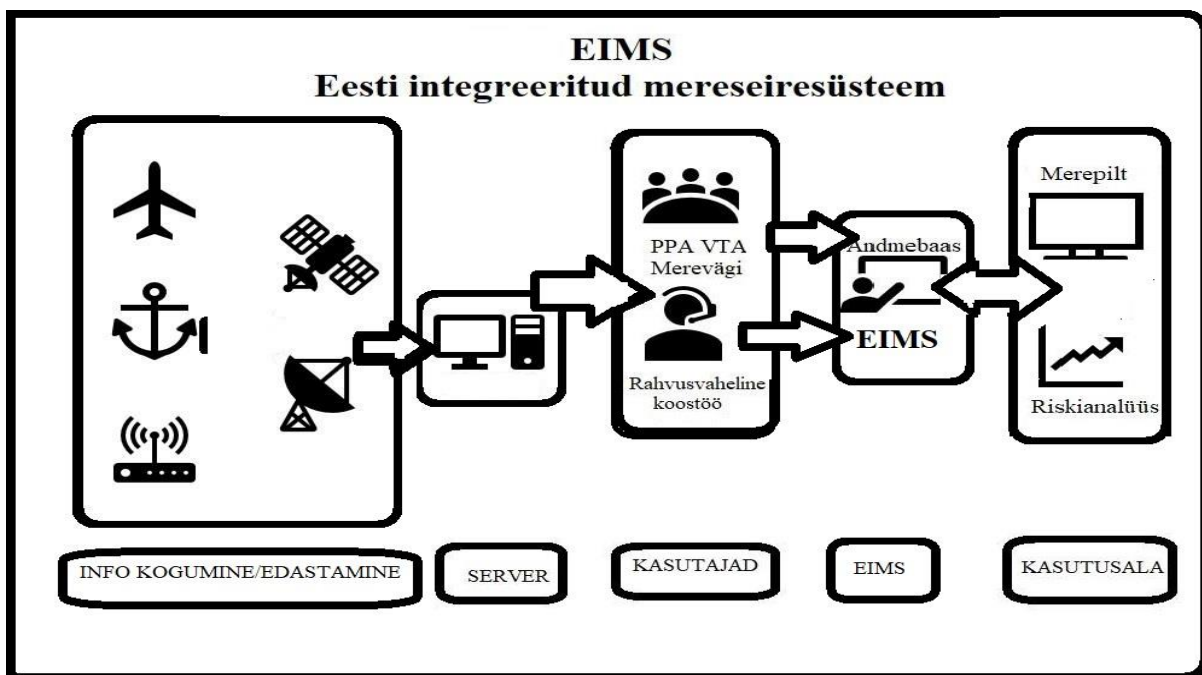 EIMS
Eesti integreeritud mereseiresüsteem
PPA VTA
Merevägi
Rahvusvaheline
koostöö
Andmebaas
EIMS
Merepilt
Riskianalüüs
INFO KOGUMINE/EDASTAMINE
SERVER
KASUTAJAD
EIMS
KASUTUSALA